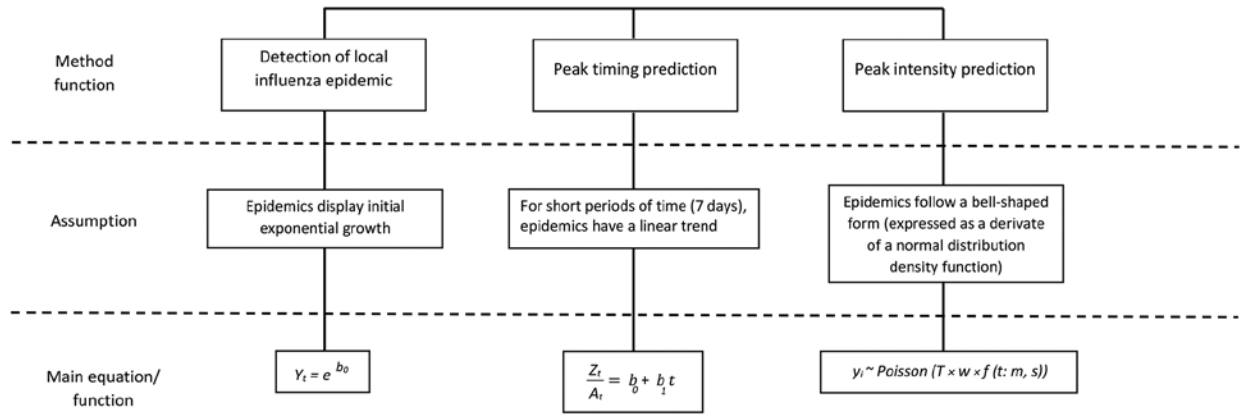 Method
function
Detection of local
influenza epidemic
Peak timing prediction
Peak intensity prediction
Assumption
Epidemics display initial
exponential growth
For short periods of time (7 days),
epidemics have a linear trend
Epidemics follow a bell-shaped
form (expressed as a derivate
of a normal distribution
density function)
Main equation/
function
Yₜ = e ᵇ⁰
Zₜ/Aₜ = b₀ + b₁ t
yᵢ ~ Poisson (T × w × f (t: m, s))